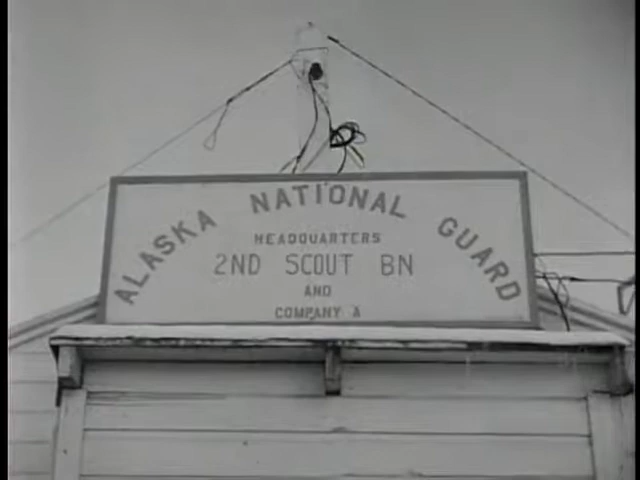 ALASKA NATIONAL GUARD
HEADQUARTERS
2ND SCOUT BN
AND
COMPANY A